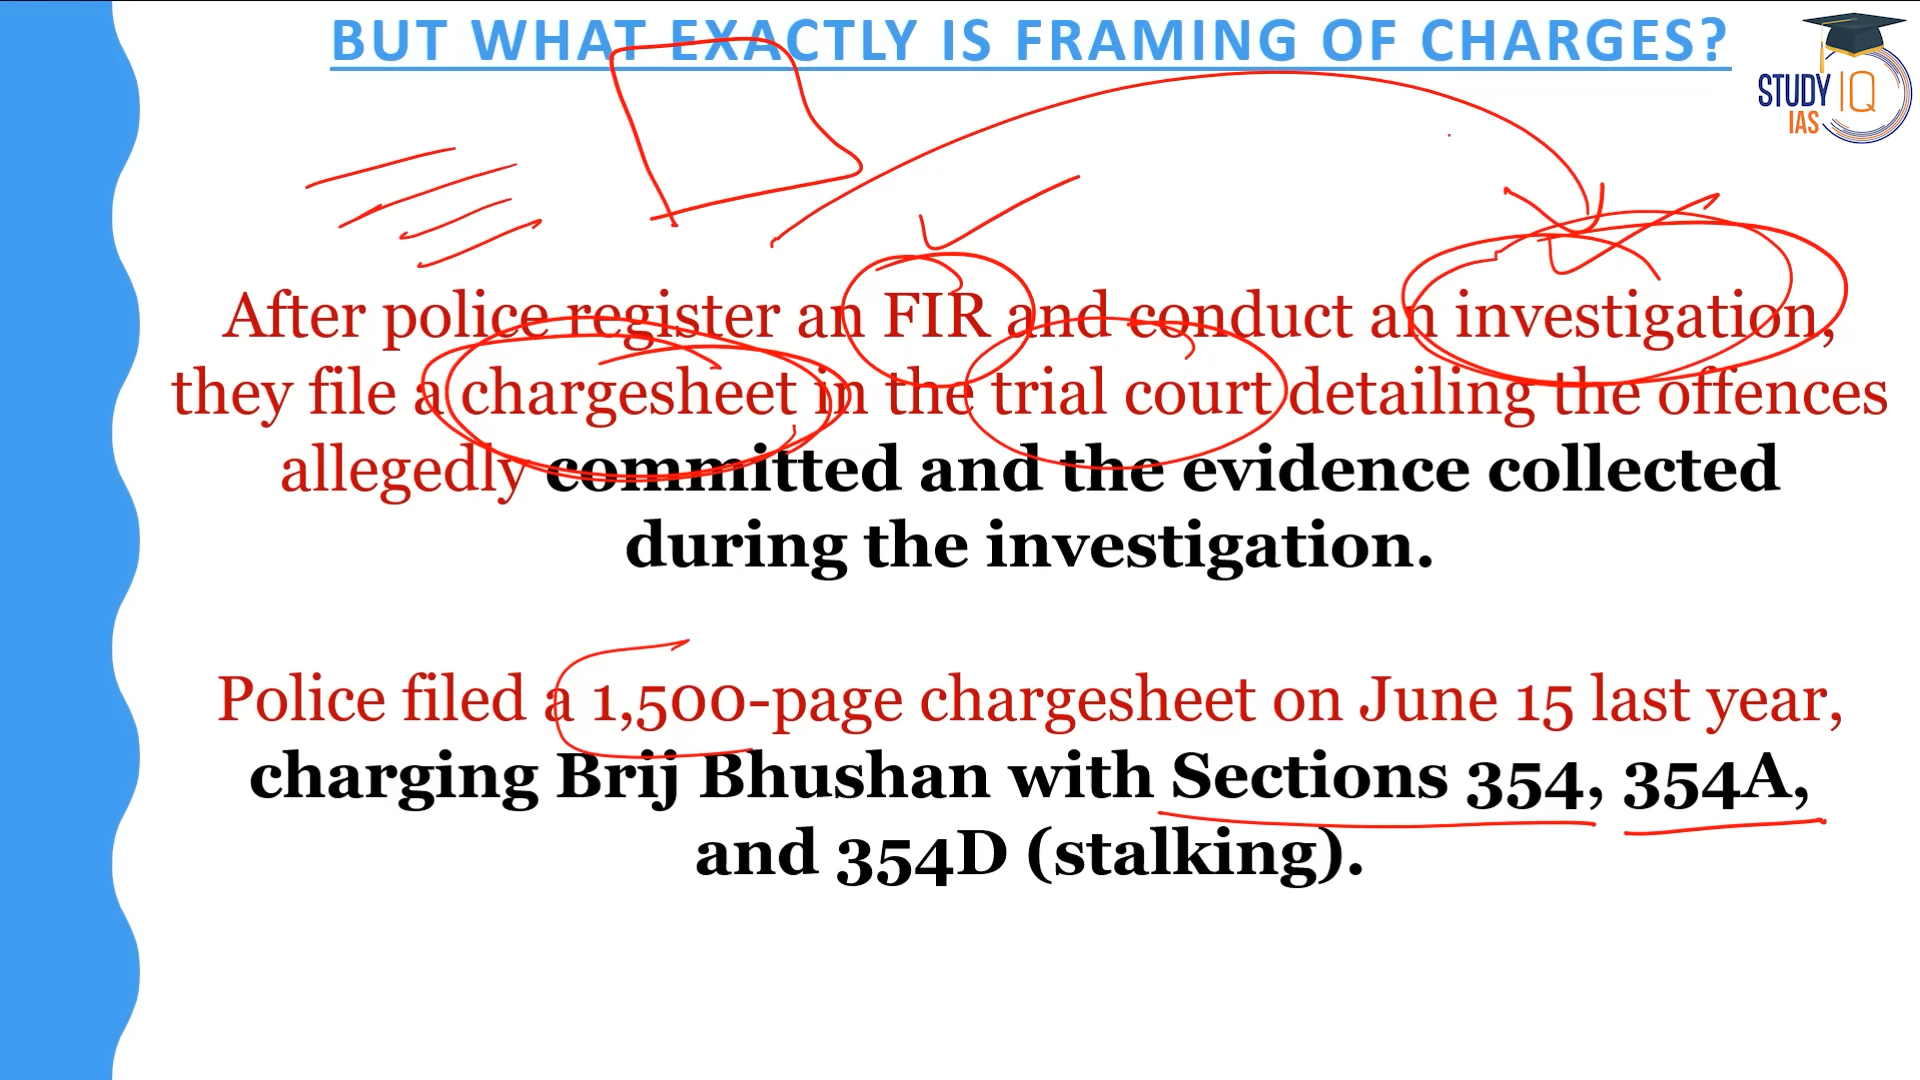 BUT WHAT EXACTLY IS FRAMING OF CHARGES?
STUDY IQ
IAS
After police register an FIR and conduct an investigation,
they file a chargesheet in the trial court detailing the offences
allegedly committed and the evidence collected
during the investigation.
Police filed a 1,500-page chargesheet on June 15 last year,
charging Brij Bhushan with Sections 354, 354A,
and 354D (stalking).